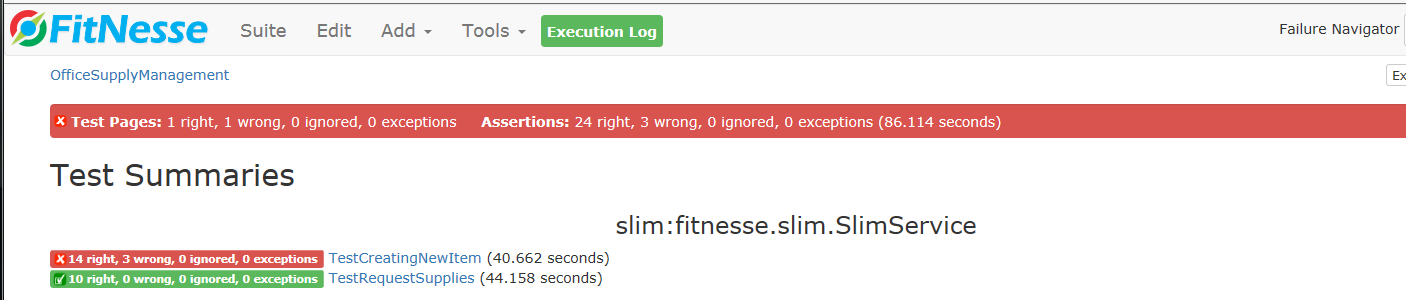 FitNesse Suite Edit Add Tools Execution Log Failure Navigator
OfficeSupplyManagement Ex
Test Pages: 1 right, 1 wrong, 0 ignored, 0 exceptions Assertions: 24 right, 3 wrong, 0 ignored, 0 exceptions (86.114 seconds)
Test Summaries
slim:fitnesse.slim.SlimService
14 right, 3 wrong, 0 ignored, 0 exceptions TestCreatingNewItem (40.662 seconds)
10 right, 0 wrong, 0 ignored, 0 exceptions TestRequestSupplies (44.158 seconds)